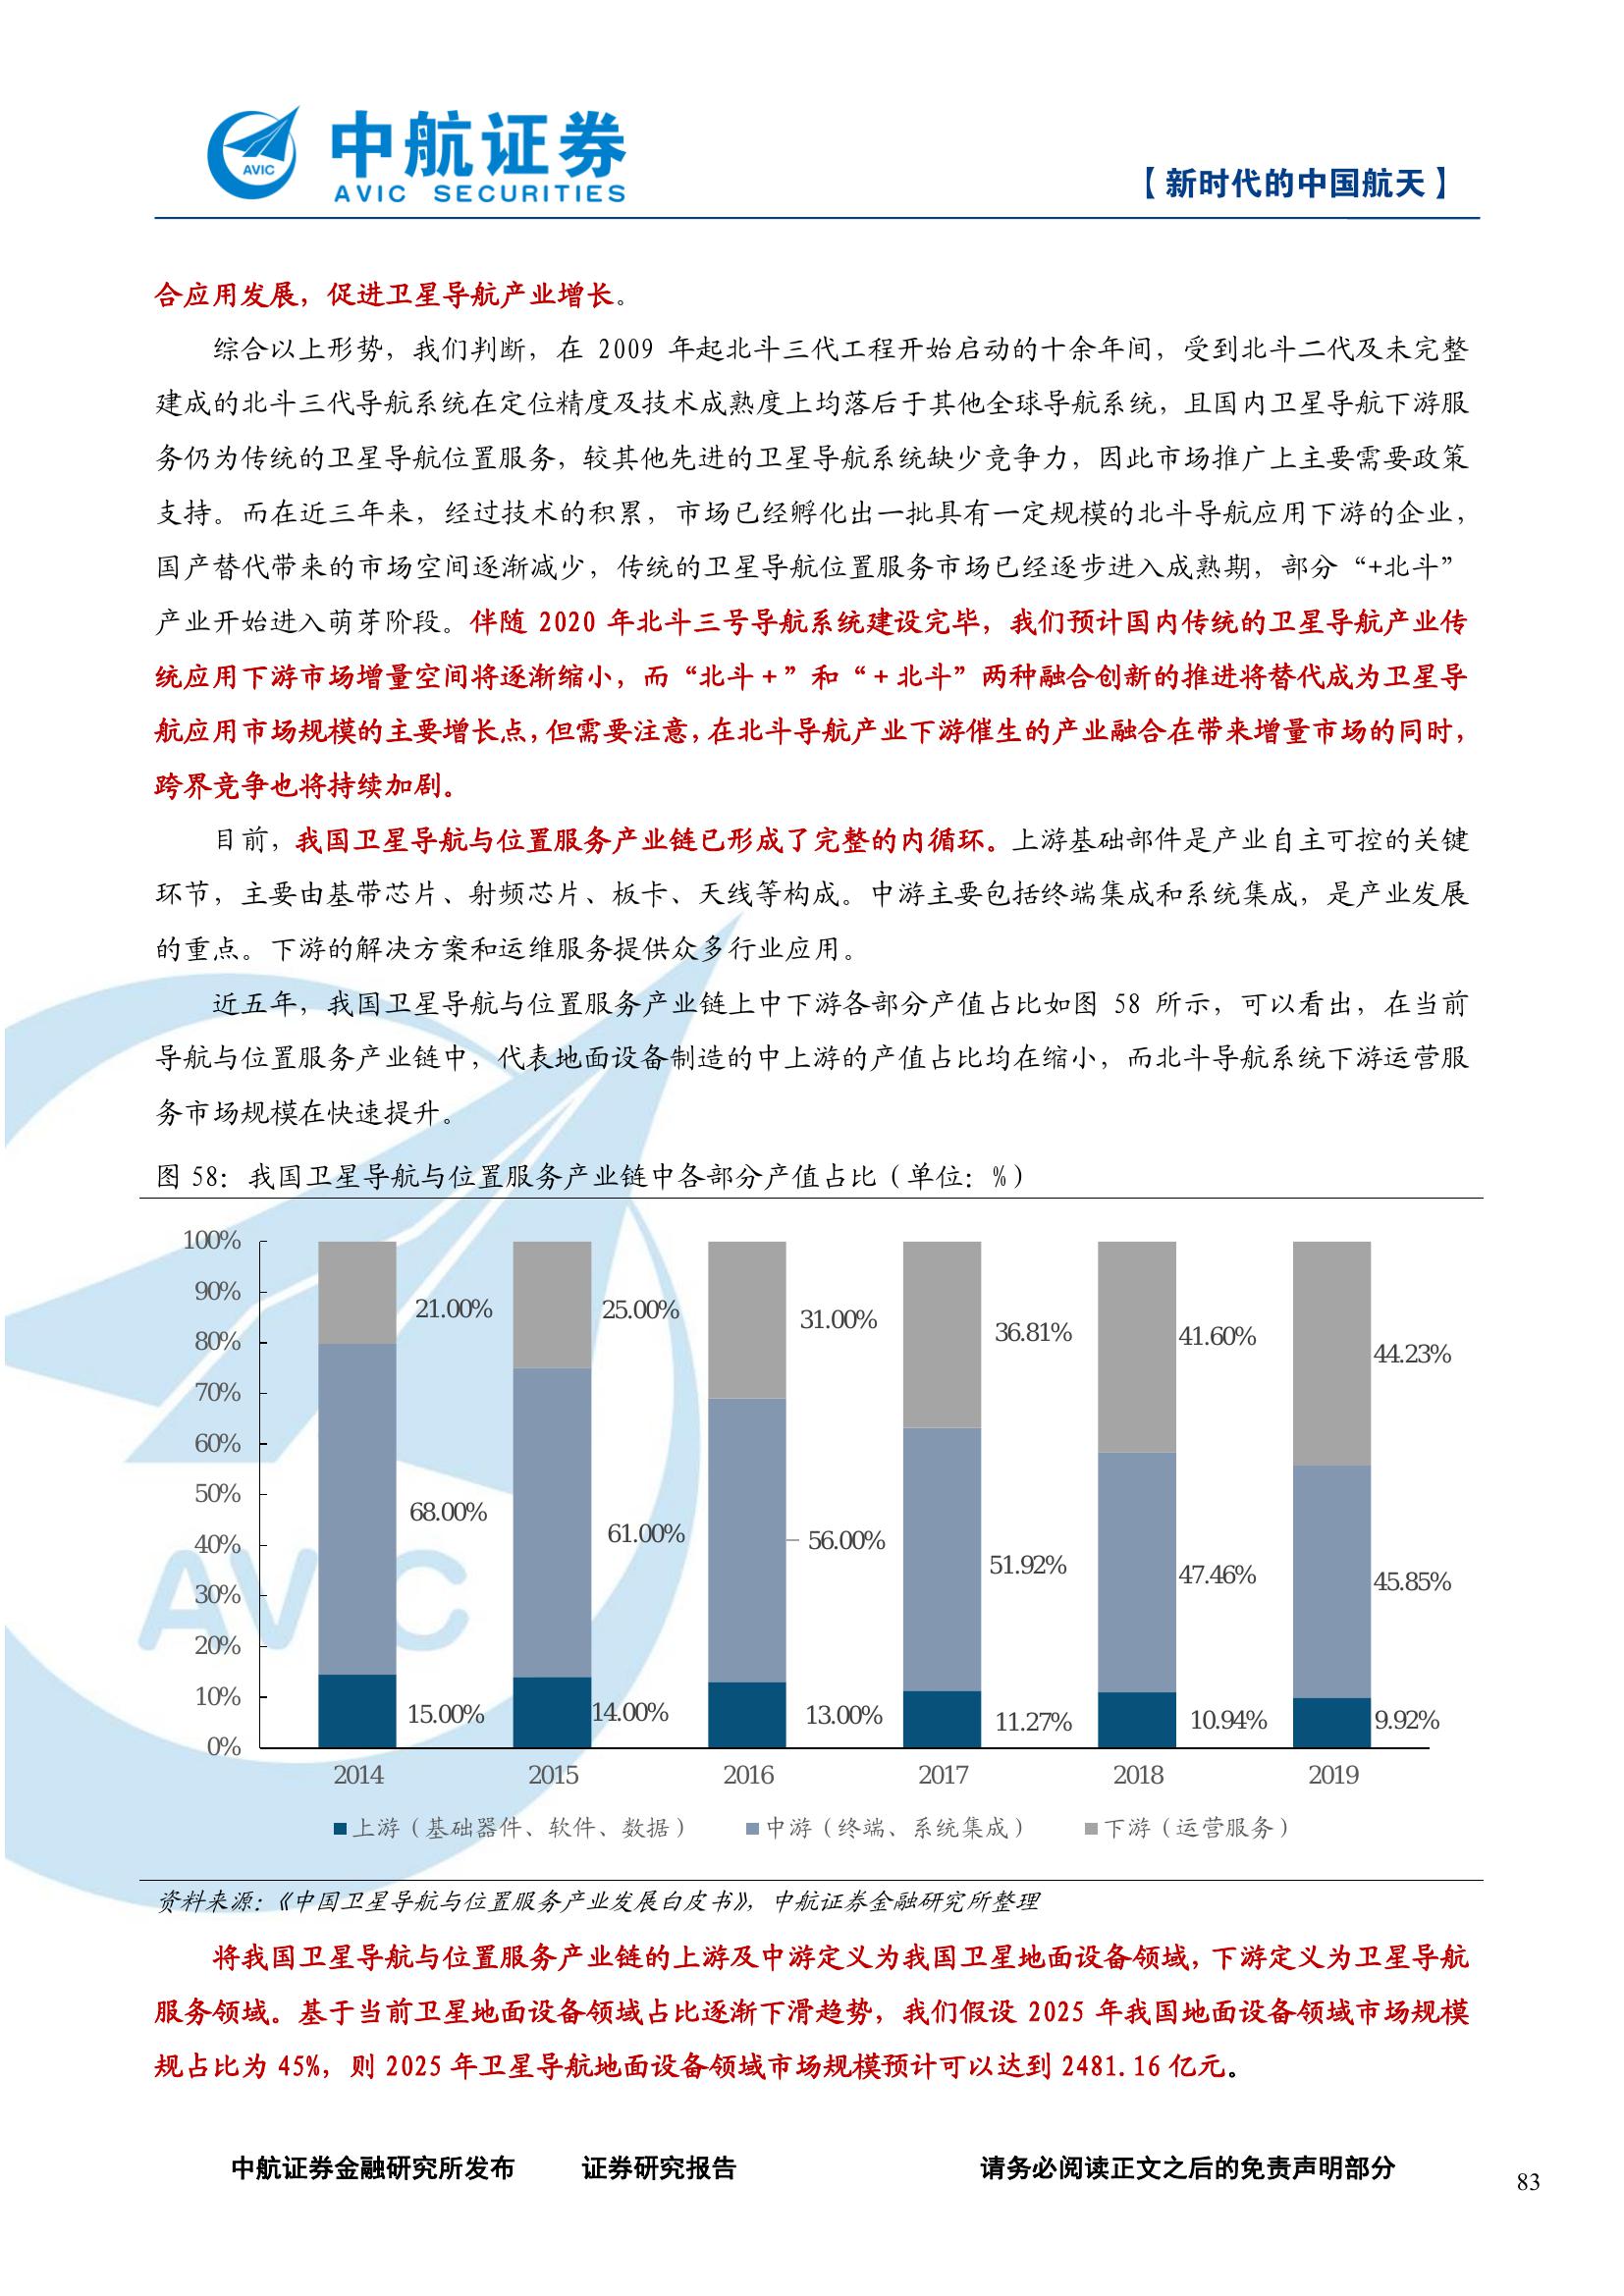 AVIC
中航证券
AVIC SECURITIES
【新时代的中国航天】
合应用发展，促进卫星导航产业增长。
综合以上形势，我们判断，在 2009 年起北斗三代工程开始启动的十余年间，受到北斗二代及未完整
建成的北斗三代导航系统在定位精度及技术成熟度上均落后于其他全球导航系统，且国内卫星导航下游服
务仍为传统的卫星导航位置服务，较其他先进的卫星导航系统缺少竞争力，因此市场推广上主要需要政策
支持。而在近三年来，经过技术的积累，市场已经孵化出一批具有一定规模的北斗导航应用下游的企业，
国产替代带来的市场空间逐渐减少，传统的卫星导航位置服务市场已经逐步进入成熟期，部分“+北斗”
产业开始进入萌芽阶段。伴随 2020 年北斗三号导航系统建设完毕，我们预计国内传统的卫星导航产业传
统应用下游市场增量空间将逐渐缩小，而“北斗＋”和“＋北斗”两种融合创新的推进将替代成为卫星导
航应用市场规模的主要增长点，但需要注意，在北斗导航产业下游催生的产业融合在带来增量市场的同时，
跨界竞争也将持续加剧。
目前，我国卫星导航与位置服务产业链已形成了完整的内循环。上游基础部件是产业自主可控的关键
环节，主要由基带芯片、射频芯片、板卡、天线等构成。中游主要包括终端集成和系统集成，是产业发展
的重点。下游的解决方案和运维服务提供众多行业应用。
近五年，我国卫星导航与位置服务产业链上中下游各部分产值占比如图 58 所示，可以看出，在当前
导航与位置服务产业链中，代表地面设备制造的中上游的产值占比均在缩小，而北斗导航系统下游运营服
务市场规模在快速提升。
图 58：我国卫星导航与位置服务产业链中各部分产值占比（单位：%）
100%
90%
80%
70%
60%
50%
40%
30%
20%
10%
0%
21.00%
25.00%
31.00%
36.81%
41.60%
44.23%
68.00%
61.00%
56.00%
51.92%
47.46%
45.85%
15.00%
14.00%
13.00%
11.27%
10.94%
9.92%
2014
2015
2016
2017
2018
2019
上游（基础器件、软件、数据）
中游（终端、系统集成）
下游（运营服务）
AVIC
资料来源：《中国卫星导航与位置服务产业发展白皮书》，中航证券金融研究所整理
将我国卫星导航与位置服务产业链的上游及中游定义为我国卫星地面设备领域，下游定义为卫星导航
服务领域。基于当前卫星地面设备领域占比逐渐下滑趋势，我们假设 2025 年我国地面设备领域市场规模
规占比为 45%，则 2025 年卫星导航地面设备领域市场规模预计可以达到 2481.16 亿元。
中航证券金融研究所发布
证券研究报告
请务必阅读正文之后的免责声明部分
83